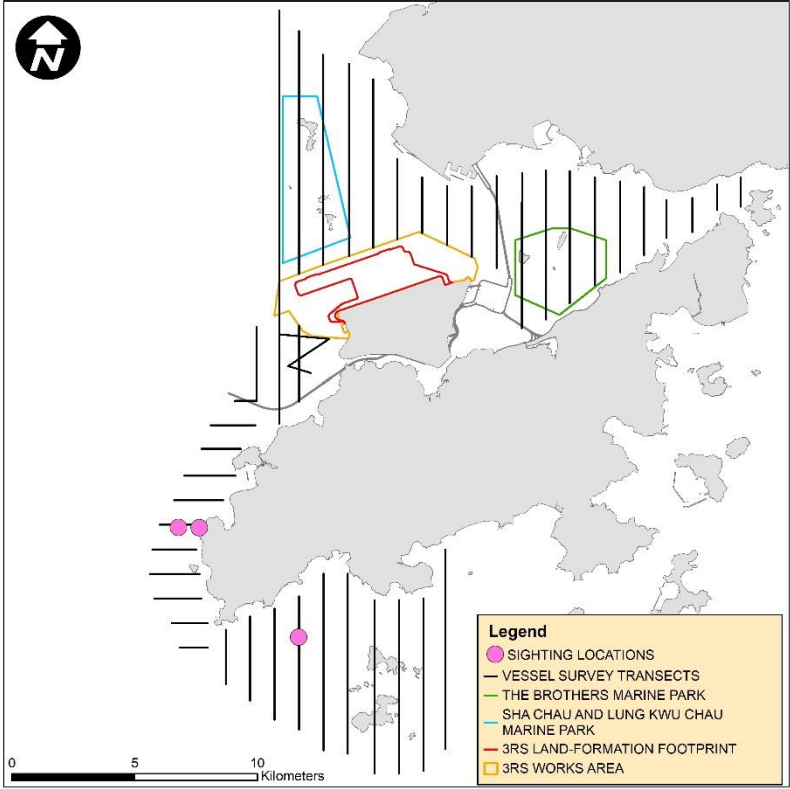 N
Legend
SIGHTING LOCATIONS
VESSEL SURVEY TRANSECTS
THE BROTHERS MARINE PARK
SHA CHAU AND LUNG KWU CHAU
MARINE PARK
3RS LAND-FORMATION FOOTPRINT
3RS WORKS AREA
0 5 10
Kilometers